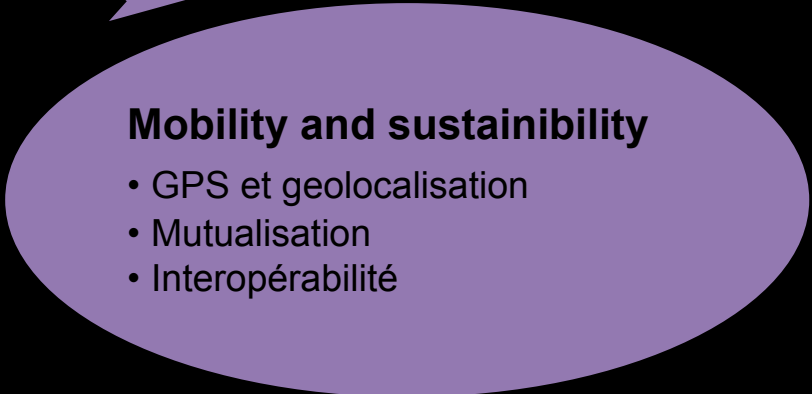 Mobility and sustainibility
• GPS et geolocalisation
• Mutualisation
• Interopérabilité